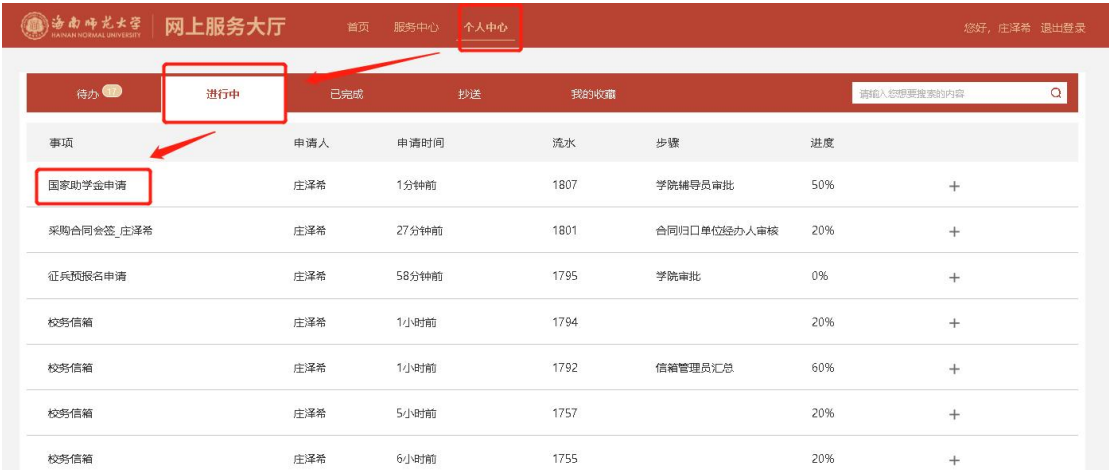 海南师范大学 网上服务大厅 首页 服务中心 个人中心 您好，庄泽希 退出登录
HAINAN NORMAL UNIVERSITY
待办 17 进行中 已完成 抄送 我的收藏 请输入您想要搜索的内容
事项 申请人 申请时间 流水 步骤 进度
国家助学金申请 庄泽希 1分钟前 1807 学院辅导员审批 50% +
采购合同会签_庄泽希 庄泽希 27分钟前 1801 合同归口单位经办人审核 20% +
征兵预报名申请 庄泽希 58分钟前 1795 学院审批 0% +
校务信箱 庄泽希 1小时前 1794 20% +
校务信箱 庄泽希 1小时前 1792 信箱管理员汇总 60% +
校务信箱 庄泽希 5小时前 1757 20% +
校务信箱 庄泽希 6小时前 1755 20% +